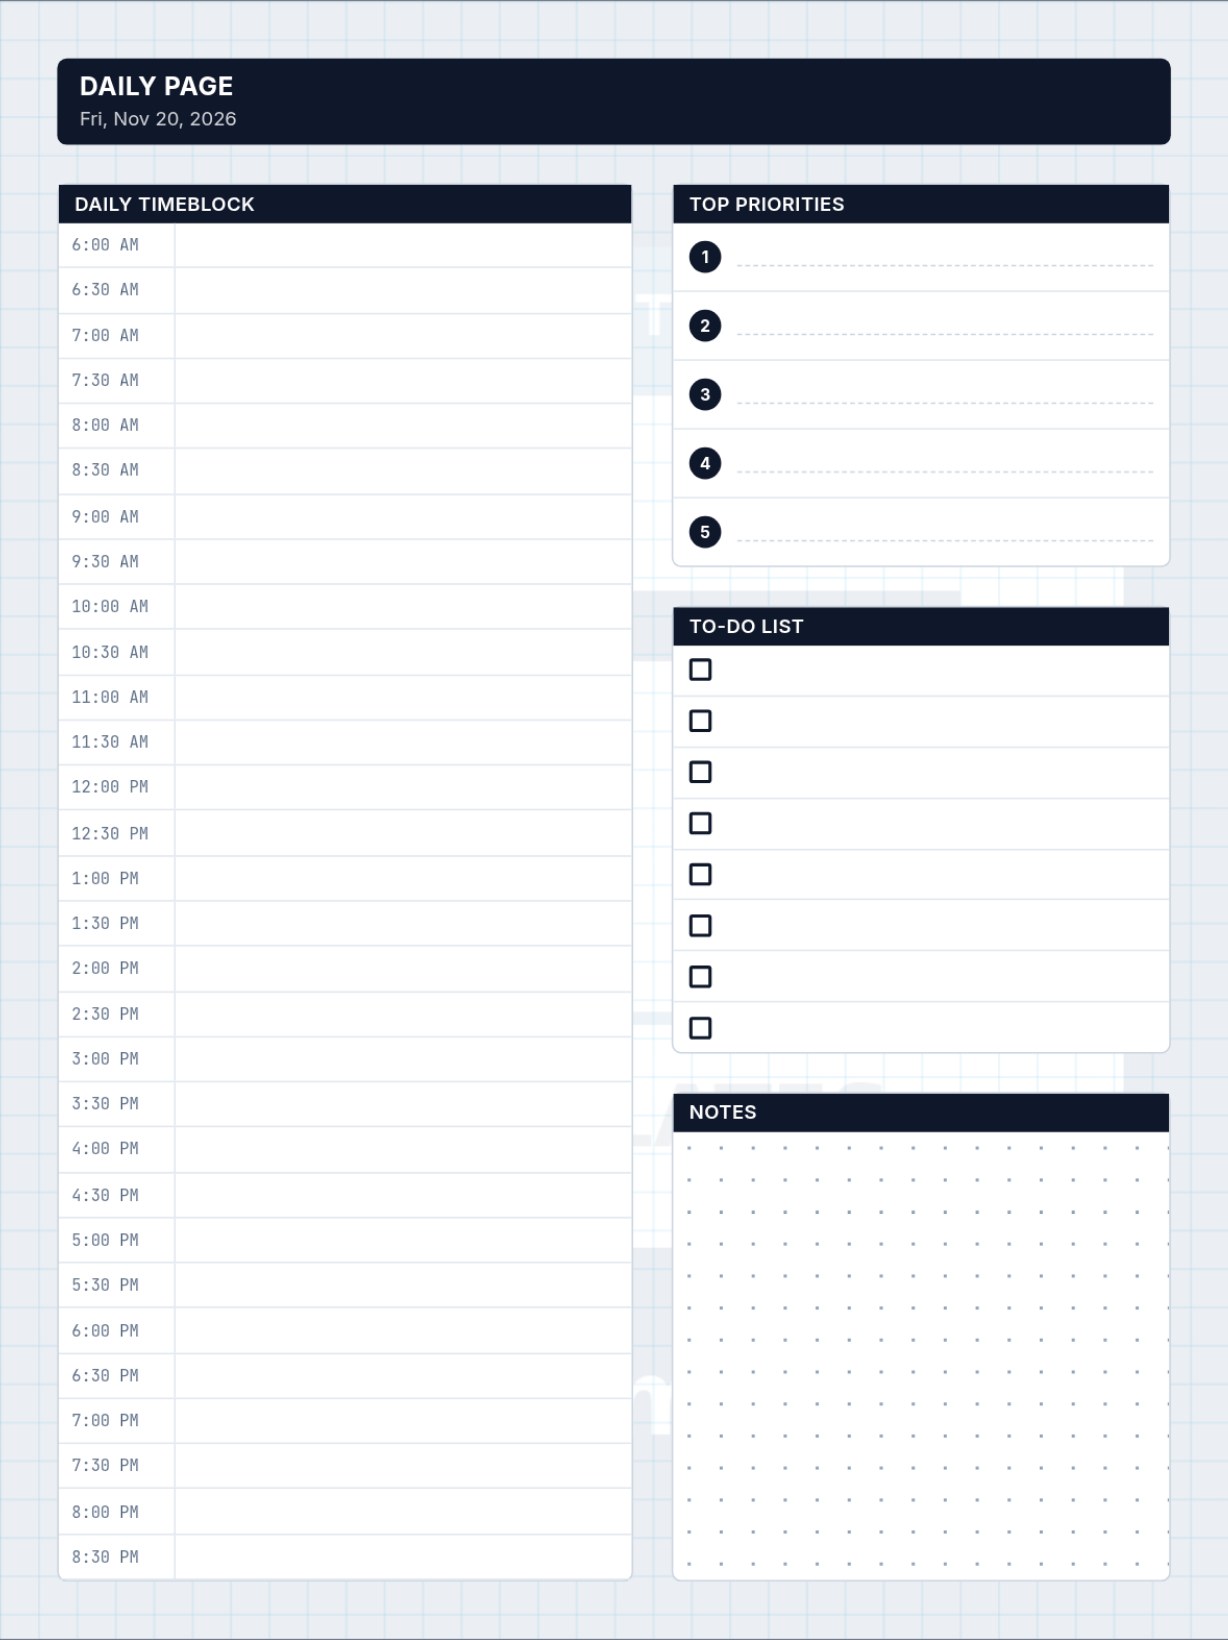 DAILY PAGE
Fri, Nov 20, 2026
DAILY TIMEBLOCK
6:00 AM
6:30 AM
7:00 AM
7:30 AM
8:00 AM
8:30 AM
9:00 AM
9:30 AM
10:00 AM
10:30 AM
11:00 AM
11:30 AM
12:00 PM
12:30 PM
1:00 PM
1:30 PM
2:00 PM
2:30 PM
3:00 PM
3:30 PM
4:00 PM
4:30 PM
5:00 PM
5:30 PM
6:00 PM
6:30 PM
7:00 PM
7:30 PM
8:00 PM
8:30 PM
TOP PRIORITIES
1
2
3
4
5
TO-DO LIST
NOTES